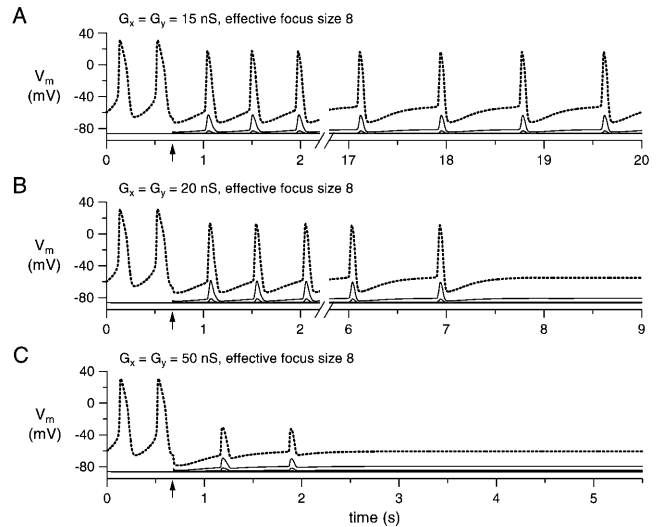 A
Gx = Gy = 15 nS, effective focus size 8
40
0
-40
-80
Vm
(mV)
0 1 2 17 18 19 20
B
Gx = Gy = 20 nS, effective focus size 8
40
0
-40
-80
Vm
(mV)
0 1 2 6 7 8 9
C
Gx = Gy = 50 nS, effective focus size 8
40
0
-40
-80
Vm
(mV)
0 1 2 3 4 5
time (s)